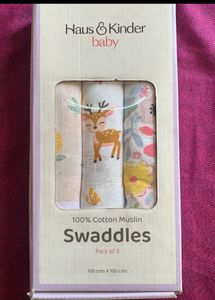 Haus & Kinder
baby
100% Cotton Muslin
Swaddles
Pack of 3
100 cms X 100 cms